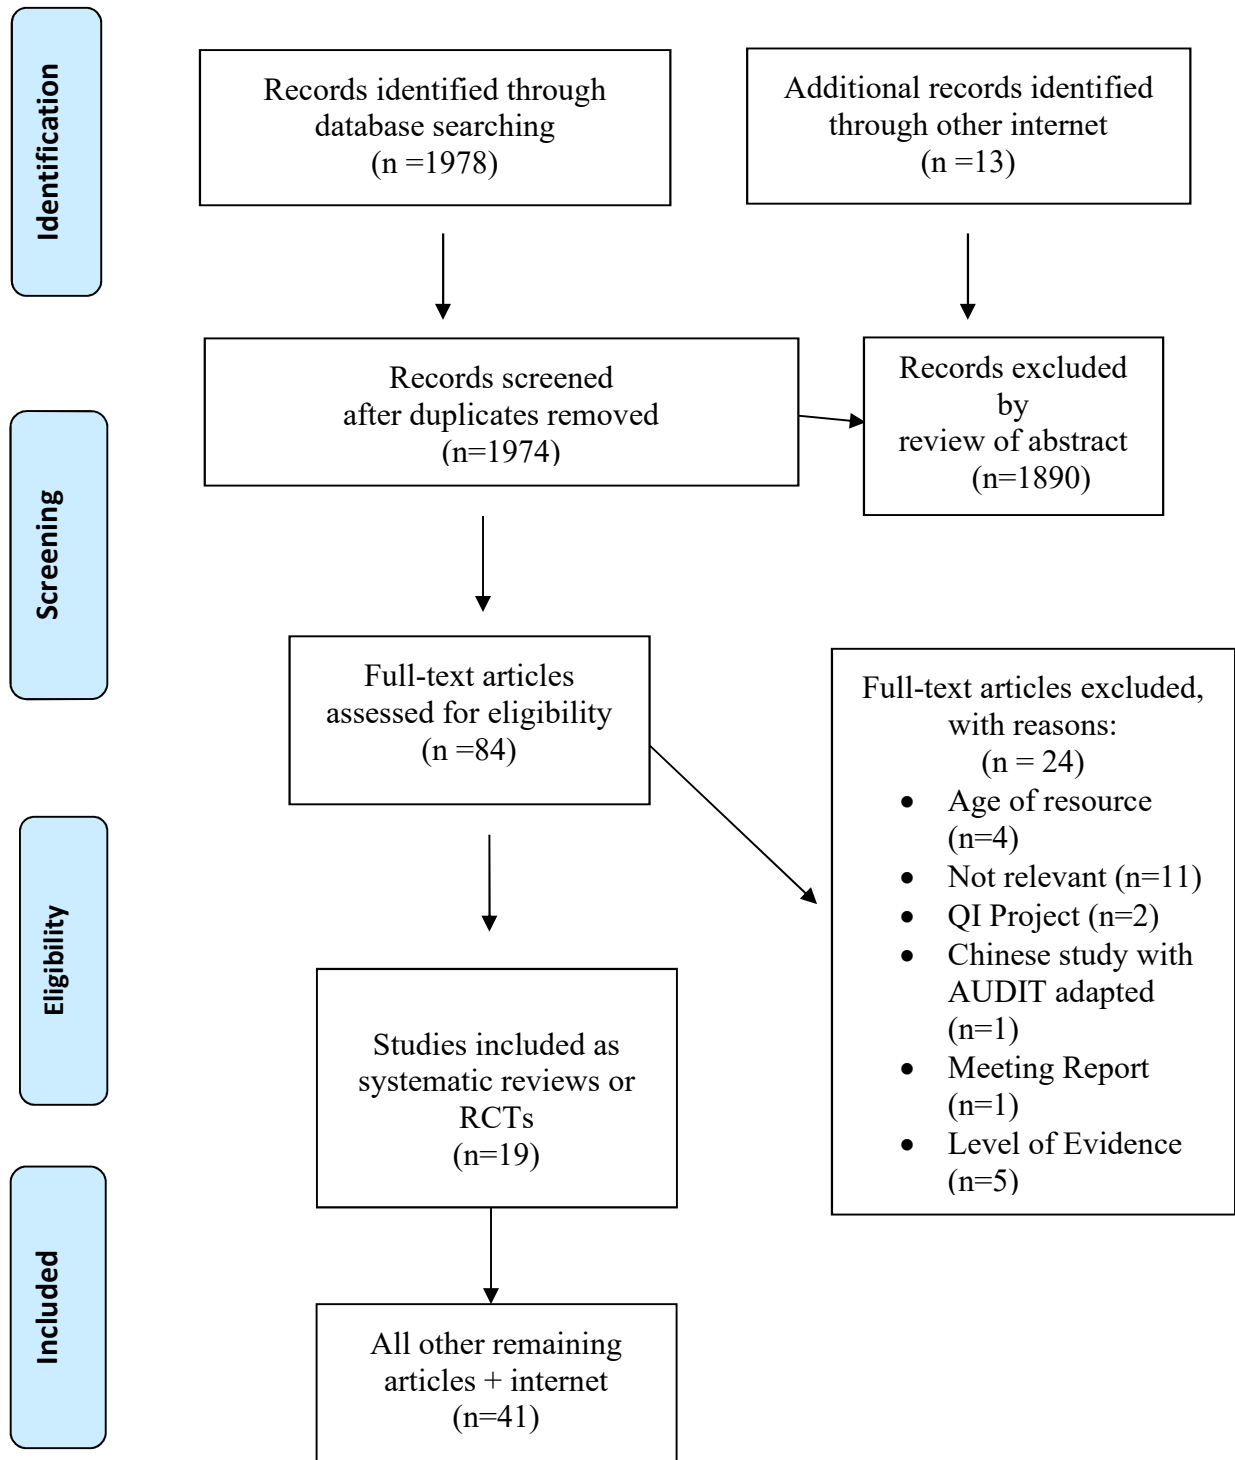 Identification
Records identified through
database searching
(n =1978)
Additional records identified
through other internet
(n =13)
Screening
Records screened
after duplicates removed
(n=1974)
Records excluded
by
review of abstract
(n=1890)
Full-text articles
assessed for eligibility
(n =84)
Full-text articles excluded,
with reasons:
(n = 24)
• Age of resource
(n=4)
• Not relevant (n=11)
• QI Project (n=2)
• Chinese study with
AUDIT adapted
(n=1)
• Meeting Report
(n=1)
• Level of Evidence
(n=5)
Eligibility
Studies included as
systematic reviews or
RCTs
(n=19)
Included
All other remaining
articles + internet
(n=41)